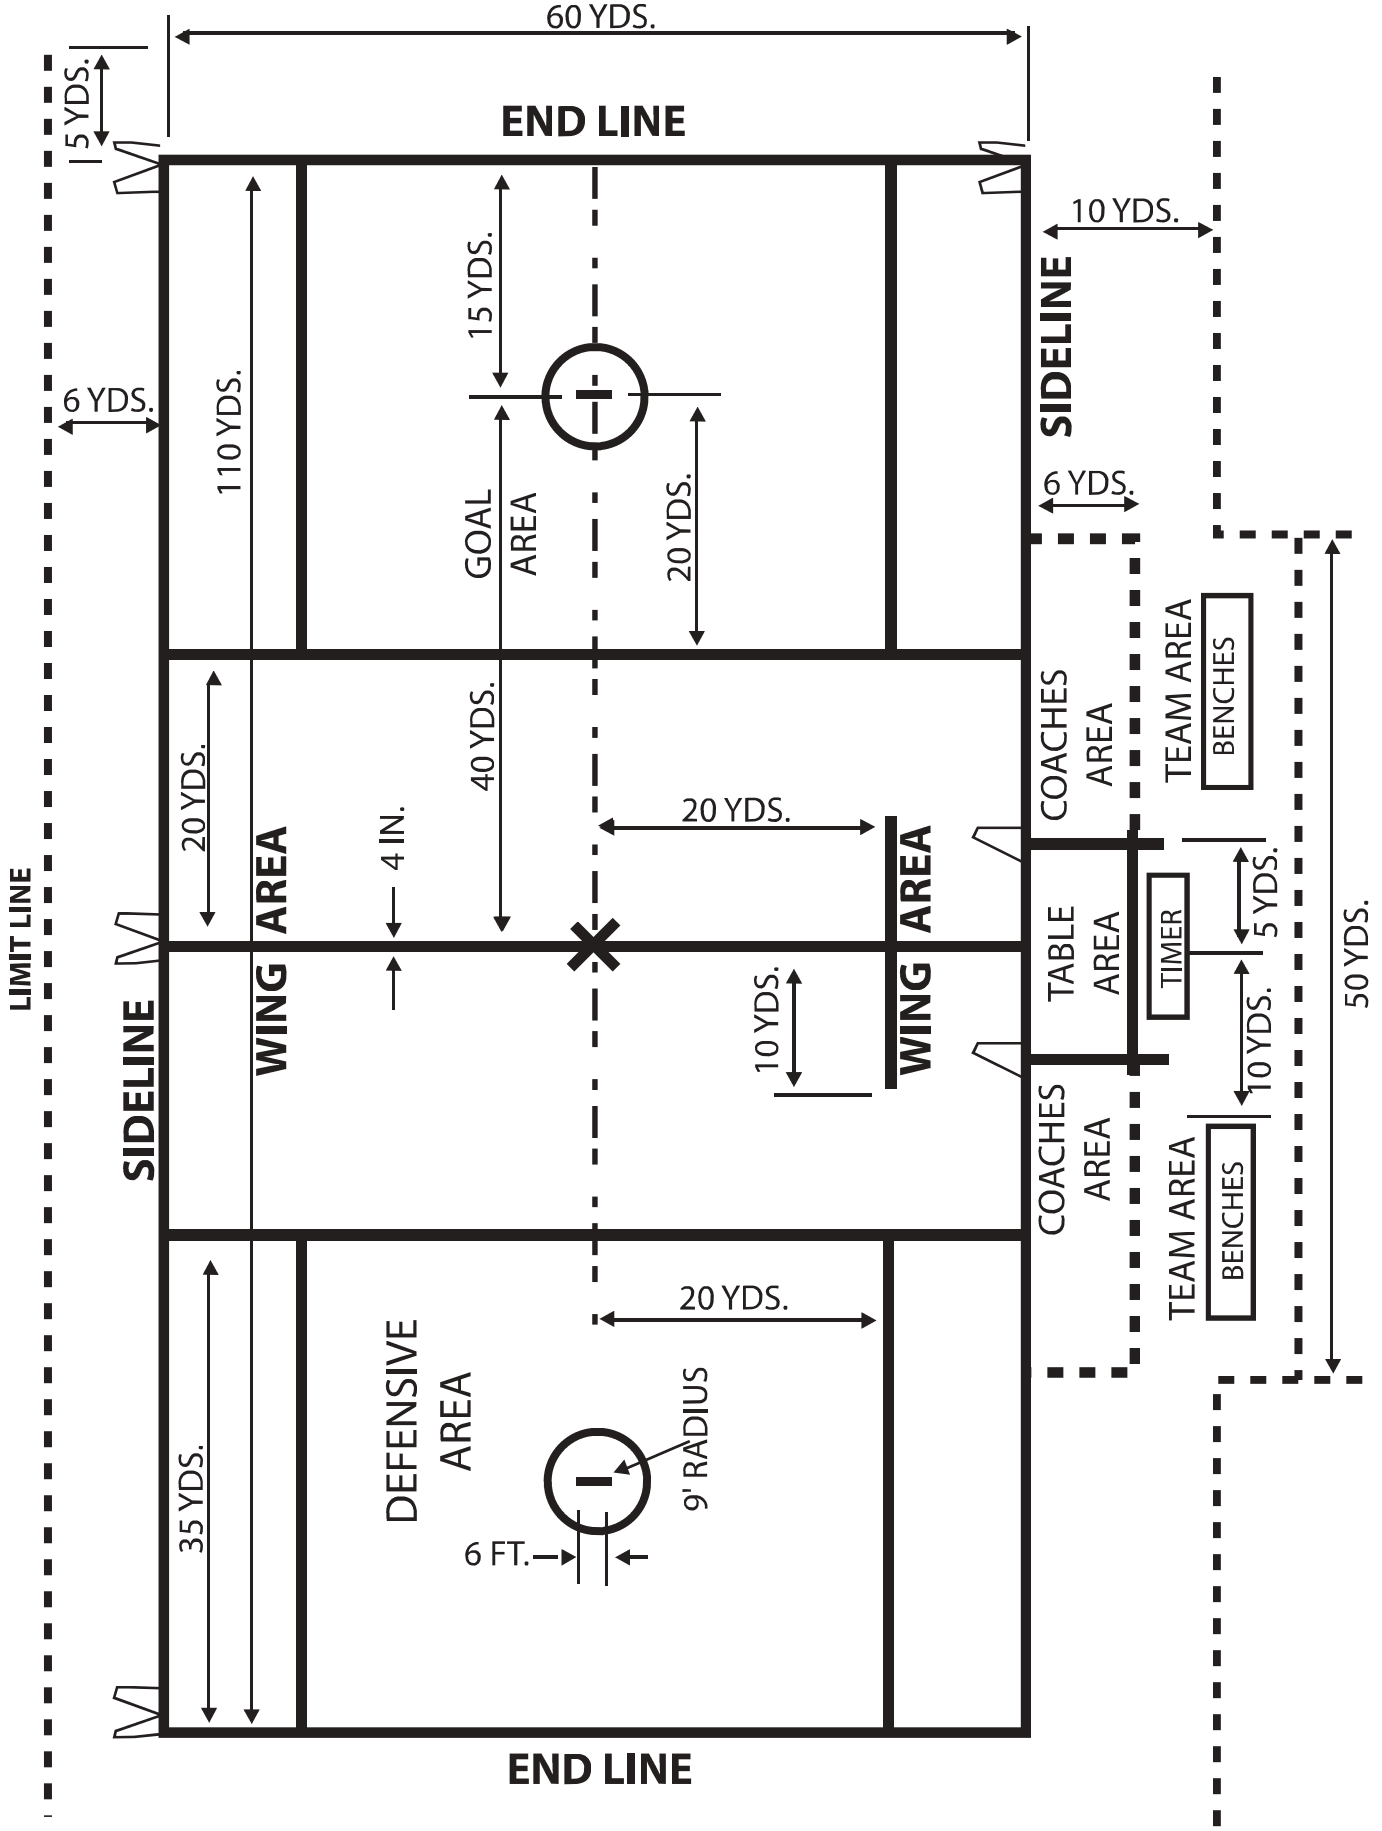 60 YDS.
5 YDS.
END LINE
10 YDS.
15 YDS.
SIDELINE
6 YDS.
110 YDS.
6 YDS.
GOAL
AREA
20 YDS.
TEAM AREA
BENCHES
COACHES
AREA
20 YDS.
40 YDS.
20 YDS.
4 IN.
WING AREA
WING AREA
LIMIT LINE
TABLE
AREA
TIMER
5 YDS.
50 YDS.
10 YDS.
10 YDS.
SIDELINE
COACHES
AREA
TEAM AREA
BENCHES
20 YDS.
DEFENSIVE
AREA
9' RADIUS
35 YDS.
6 FT.
END LINE